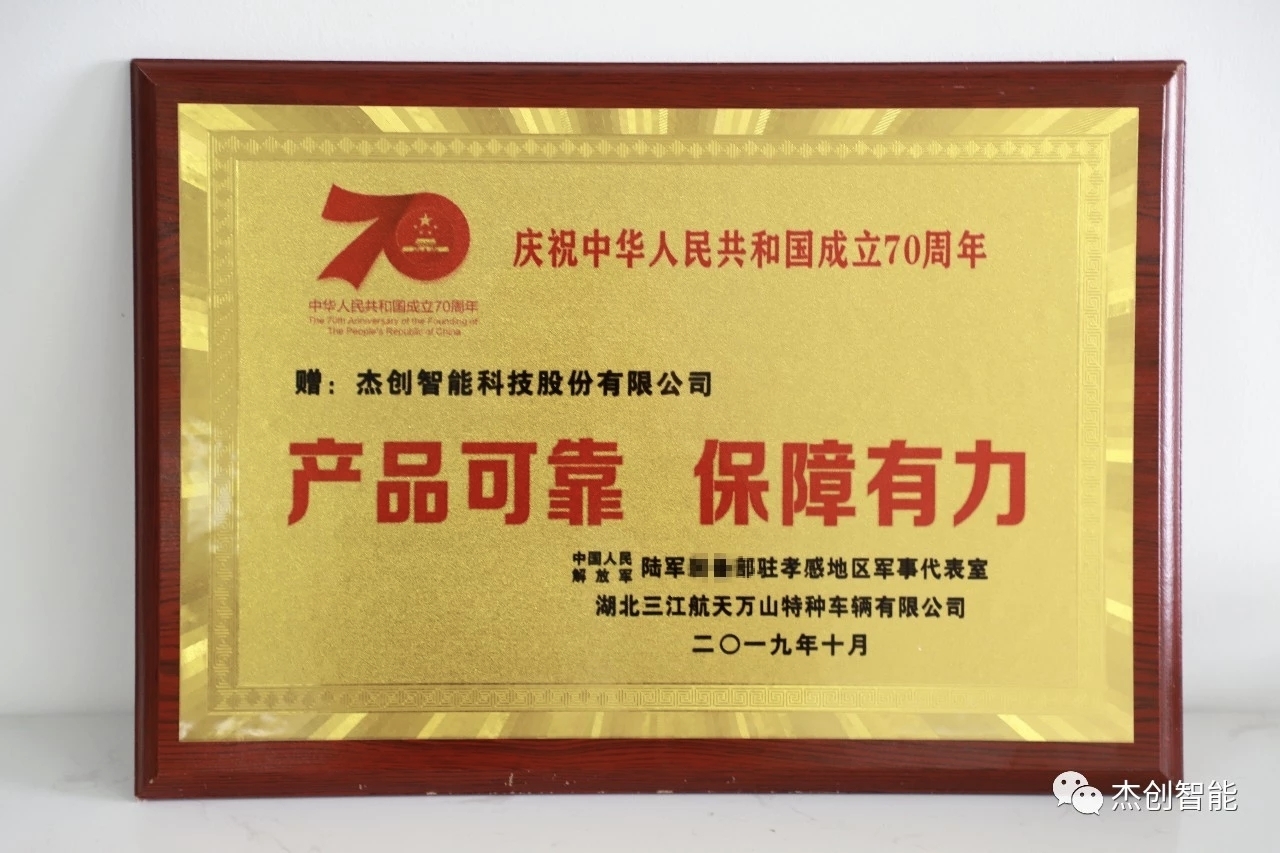 70
庆祝中华人民共和国成立70周年
中华人民共和国成立70周年
The 70th Anniversary of the Founding of
The People's Republic of China
赠：杰创智能科技股份有限公司
产品可靠 保障有力
中国人民
解放军
陆军部驻孝感地区军事代表室
湖北三江航天万山特种车辆有限公司
二〇一九年十月
杰创智能